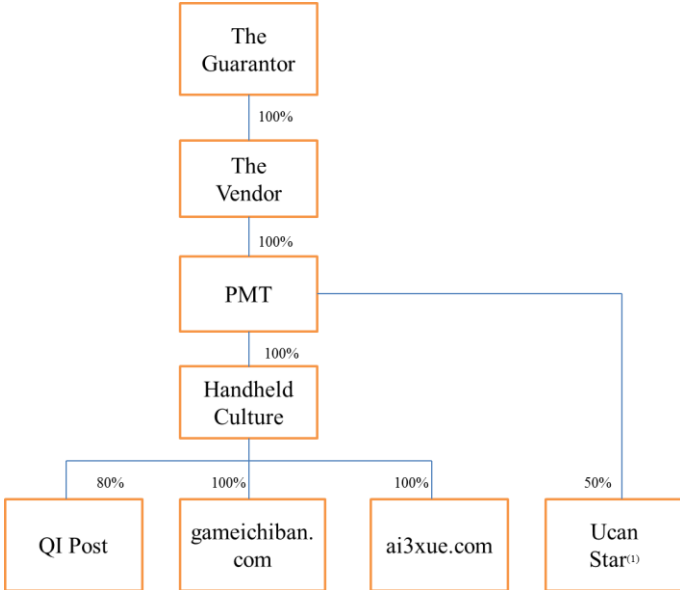 The
Guarantor
100%
The
Vendor
100%
PMT
100%
Handheld
Culture
80%
100%
100%
50%
QI Post
gameichiban.
com
ai3xue.com
Ucan
Star(1)